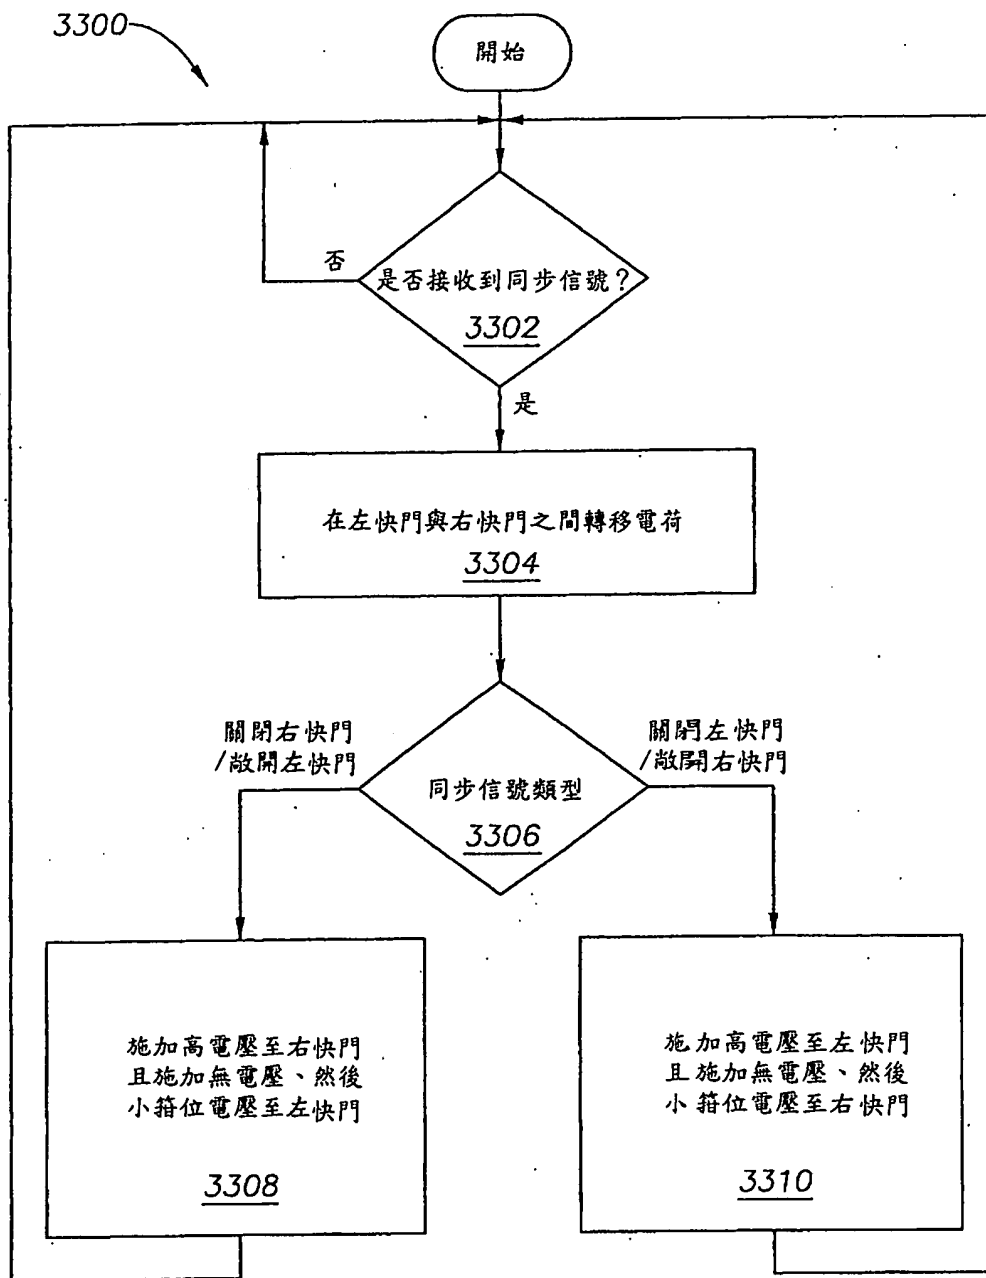 3300
開始
否
是否接收到同步信號？
3302
是
在左快門與右快門之間轉移電荷
3304
關閉右快門
/敞開左快門
關閉左快門
/敞開右快門
同步信號類型
3306
施加高電壓至右快門
且施加無電壓、然後
小箝位電壓至左快門
3308
施加高電壓至左快門
且施加無電壓、然後
小箝位電壓至右快門
3310